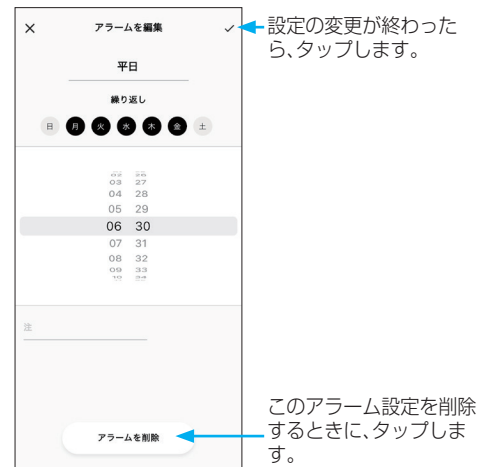 × アラームを編集 ✓
平日
繰り返し
日 月 火 水 木 金 土
02 26
03 27
04 28
05 29
06 30
07 31
08 32
09 33
10 34
注
アラームを削除
設定の変更が終わった
ら、タップします。
このアラーム設定を削除
するときに、タップしま
す。